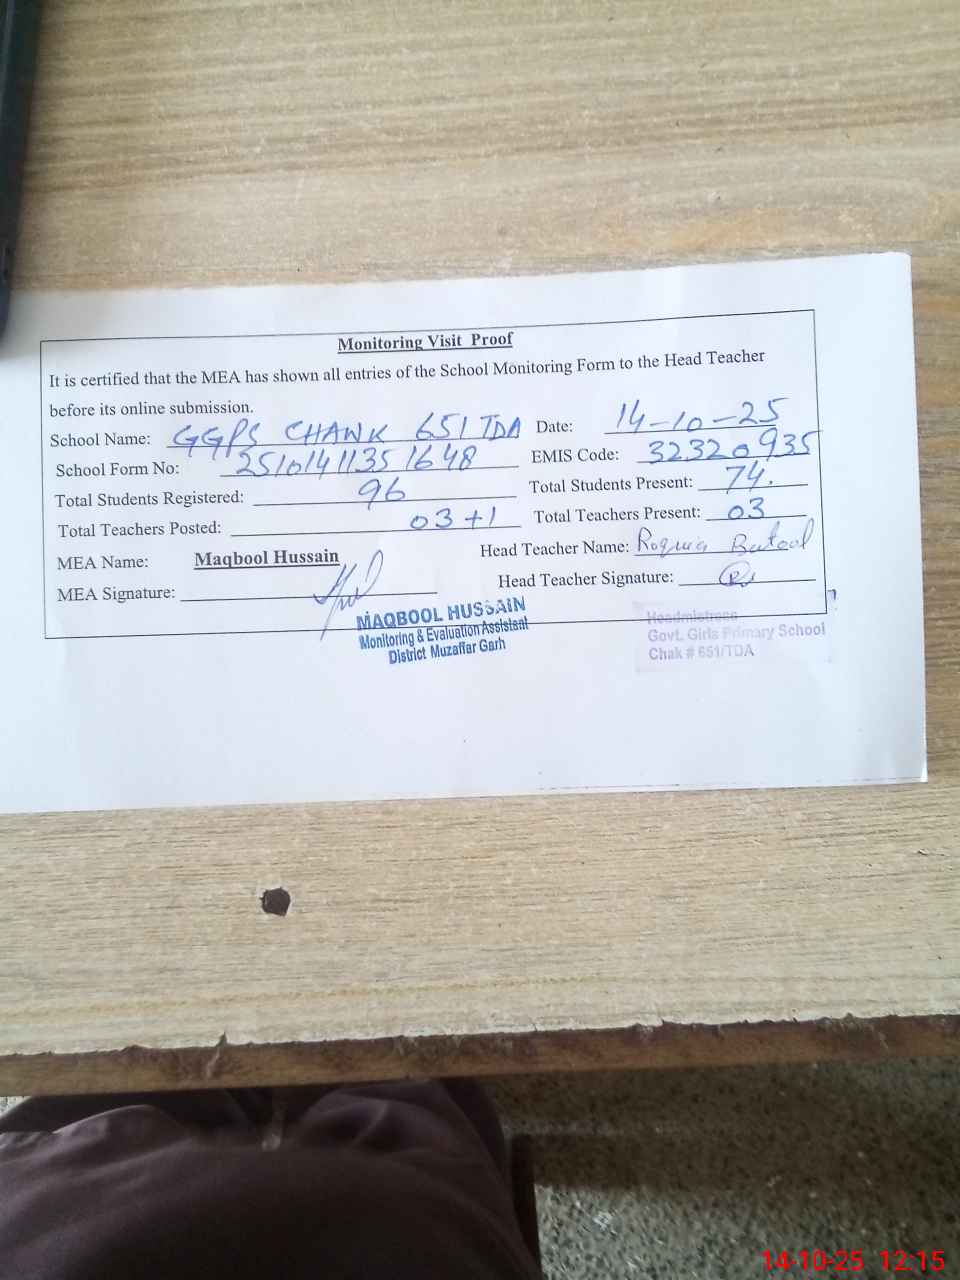 Monitoring Visit Proof
It is certified that the MEA has shown all entries of the School Monitoring Form to the Head Teacher
before its online submission.
School Name: GGPS CHAWK 651 TDA Date: 14-10-25
School Form No: 251014113516 48 EMIS Code: 32320935
Total Students Registered: 96 Total Students Present: 74.
Total Teachers Posted: 03+1 Total Teachers Present: 03
MEA Name: Maqbool Hussain Head Teacher Name: Roquia Batool
MEA Signature: Head Teacher Signature:
MAQBOOL HUSSAIN
Monitoring & Evaluation Assistant
District Muzaffar Garh
Headmistress
Govt. Girls Primary School
Chak # 651/TDA
14-10-25 12:15